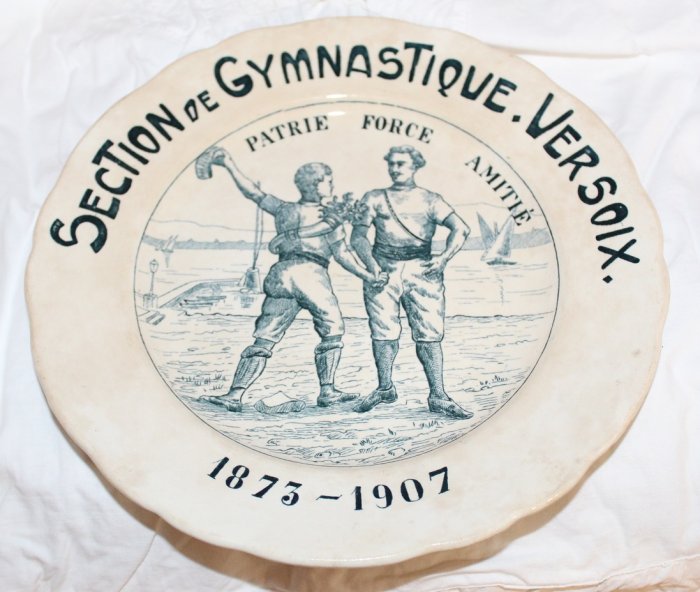 SECTION DE GYMNASTIQUE. VERSOIX.
PATRIE FORCE AMITIÉ
1873-1907